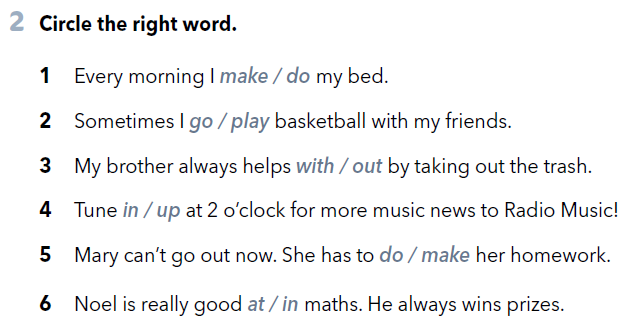 2 Circle the right word.
1 Every morning I make / do my bed.
2 Sometimes I go / play basketball with my friends.
3 My brother always helps with / out by taking out the trash.
4 Tune in / up at 2 o’clock for more music news to Radio Music!
5 Mary can’t go out now. She has to do / make her homework.
6 Noel is really good at / in maths. He always wins prizes.